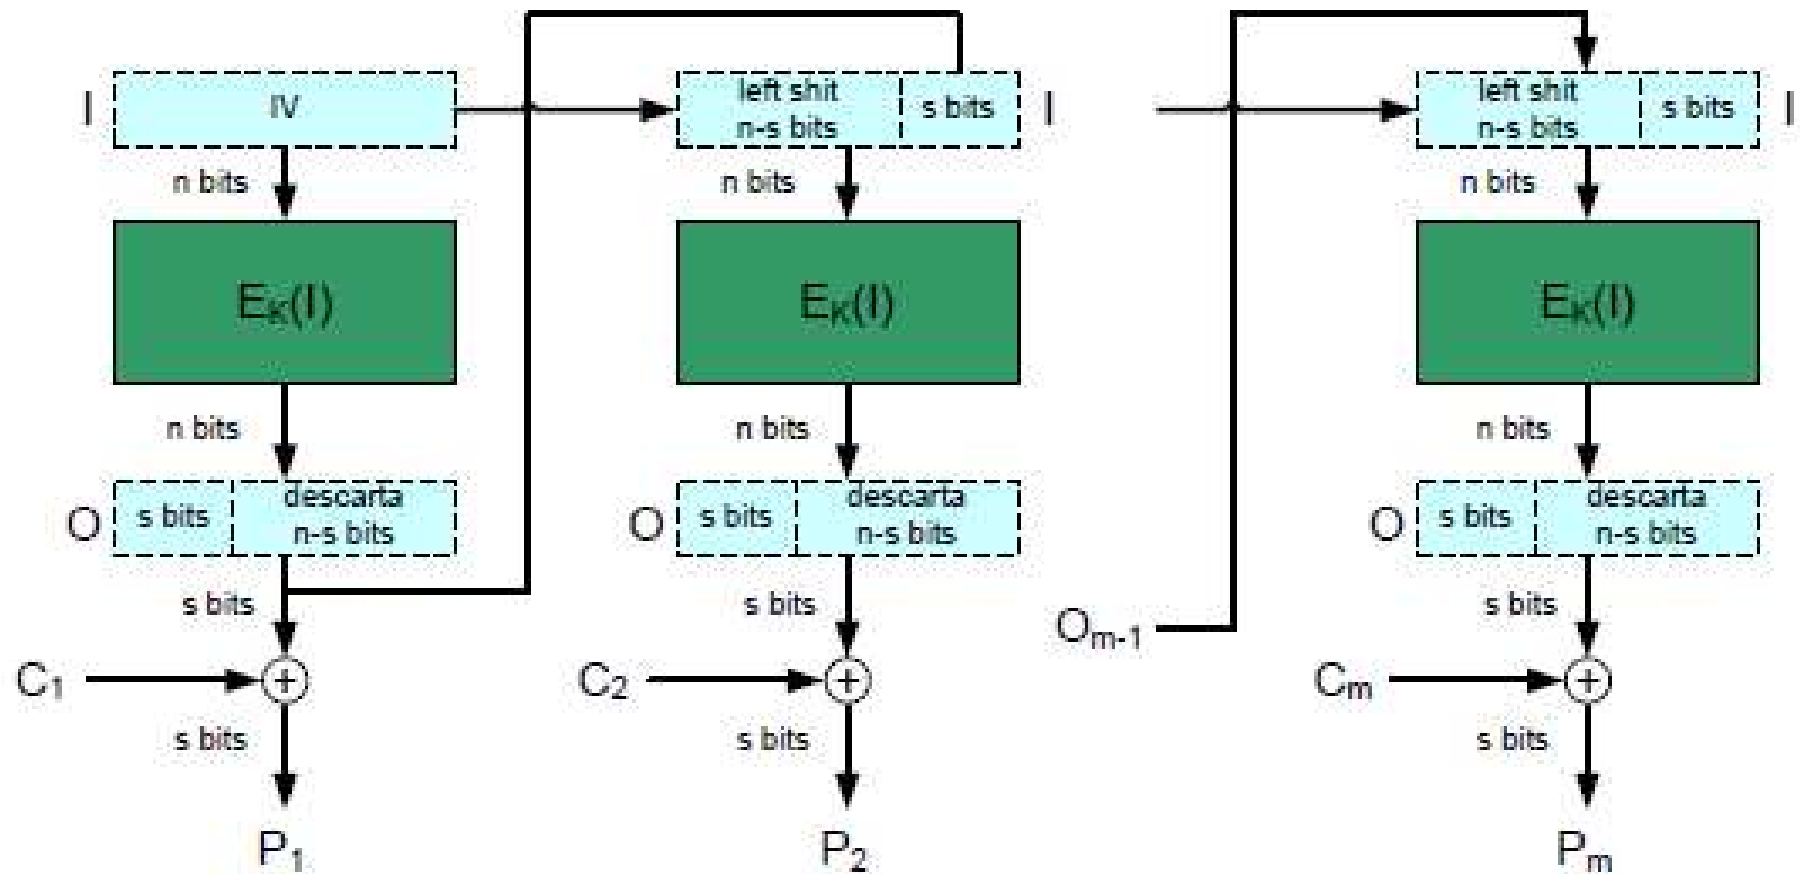 I
IV
left shit
n-s bits
s bits
I
left shit
n-s bits
s bits
I
n bits
n bits
n bits
EK(I)
EK(I)
EK(I)
n bits
n bits
n bits
O
s bits
descarta
n-s bits
O
s bits
descarta
n-s bits
O
s bits
descarta
n-s bits
s bits
s bits
Om-1
s bits
C1
+
C2
+
Cm
+
s bits
s bits
s bits
P1
P2
Pm